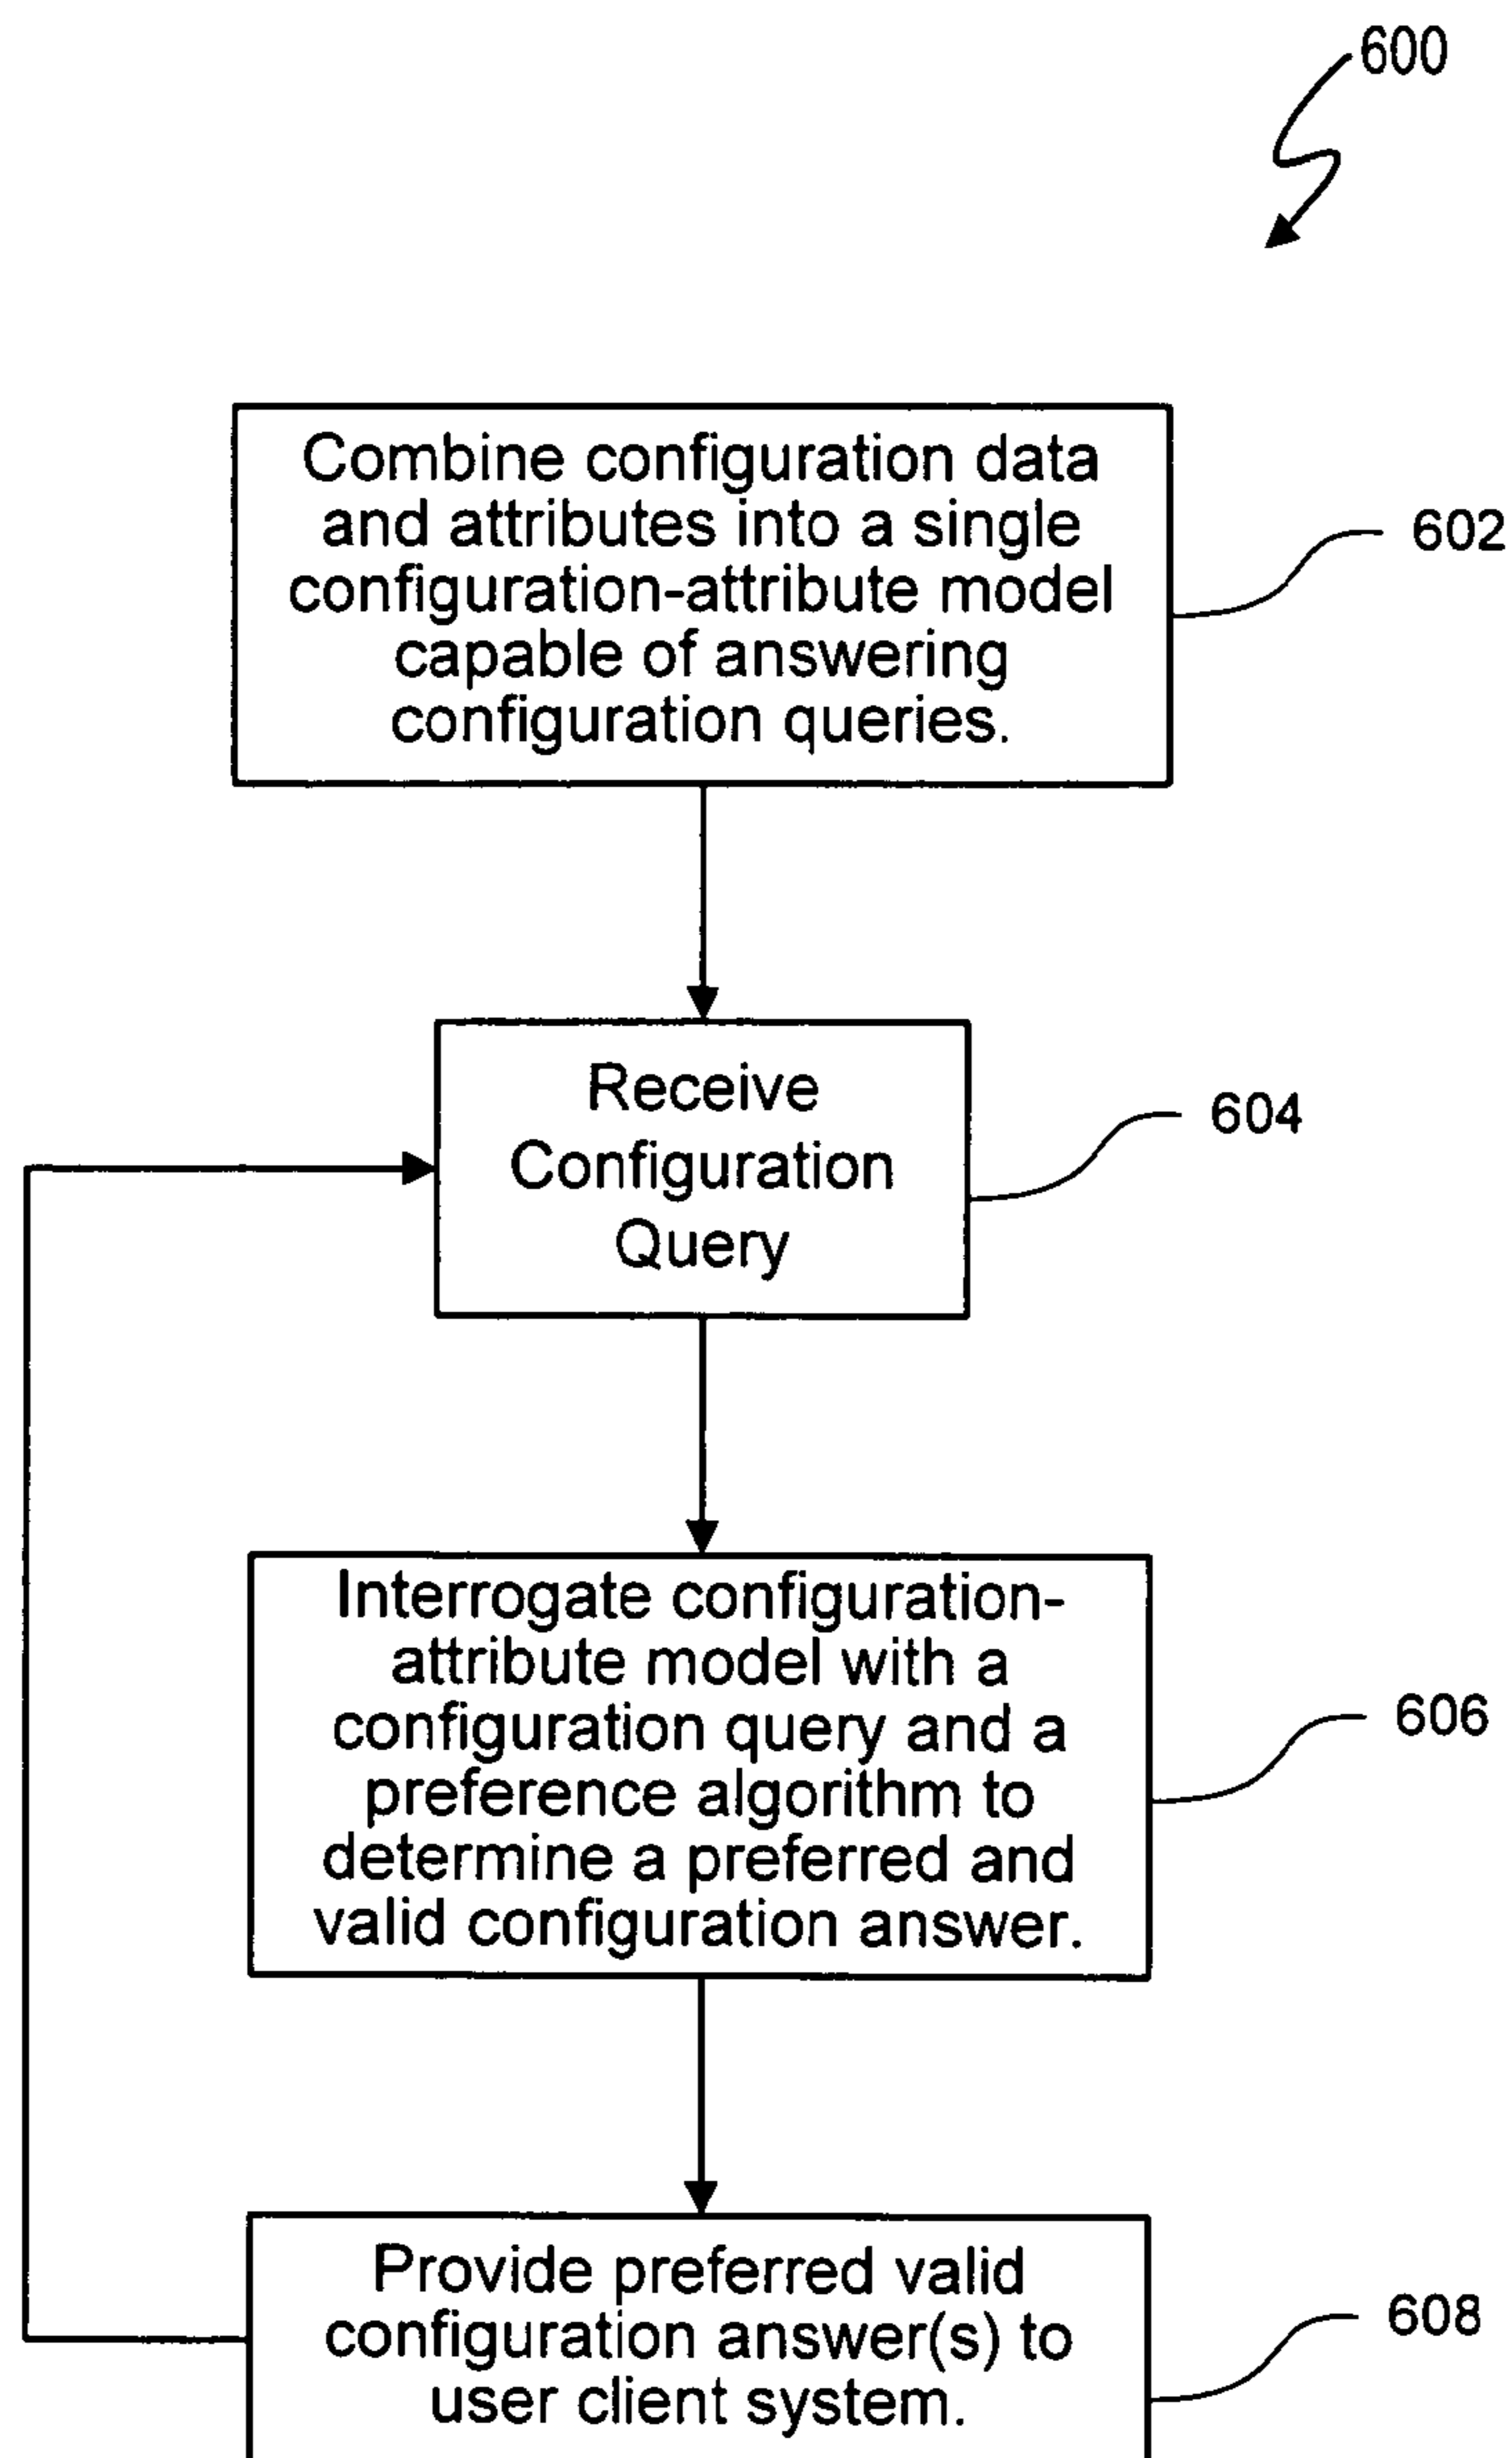 600
Combine configuration data
and attributes into a single
configuration-attribute model
capable of answering
configuration queries.
602
Receive
Configuration
Query
604
Interrogate configuration-
attribute model with a
configuration query and a
preference algorithm to
determine a preferred and
valid configuration answer.
606
Provide preferred valid
configuration answer(s) to
user client system.
608